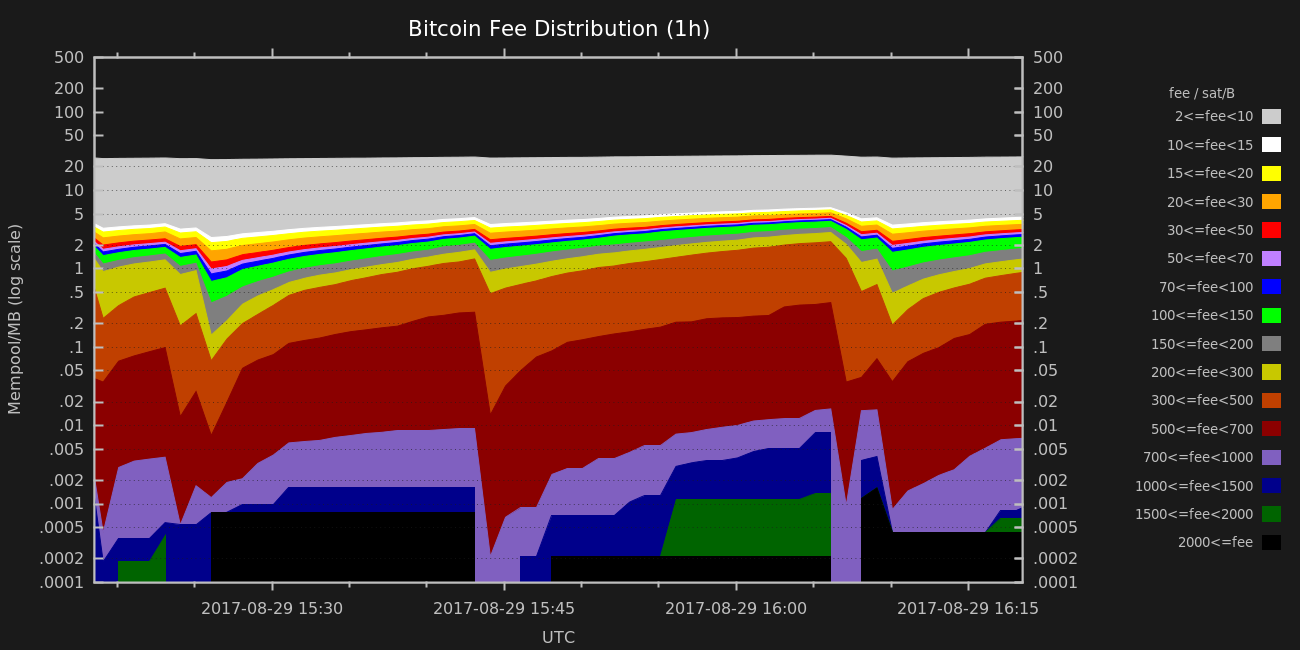 Bitcoin Fee Distribution (1h)
Mempool/MB (log scale)
500
200
100
50
20
10
5
2
1
.5
.2
.1
.05
.02
.01
.005
.002
.001
.0005
.0002
.0001
500
200
100
50
20
10
5
2
1
.5
.2
.1
.05
.02
.01
.005
.002
.001
.0005
.0002
.0001
fee / sat/B
2<=fee<10
10<=fee<15
15<=fee<20
20<=fee<30
30<=fee<50
50<=fee<70
70<=fee<100
100<=fee<150
150<=fee<200
200<=fee<300
300<=fee<500
500<=fee<700
700<=fee<1000
1000<=fee<1500
1500<=fee<2000
2000<=fee
2017-08-29 15:30 2017-08-29 15:45 2017-08-29 16:00 2017-08-29 16:15
UTC